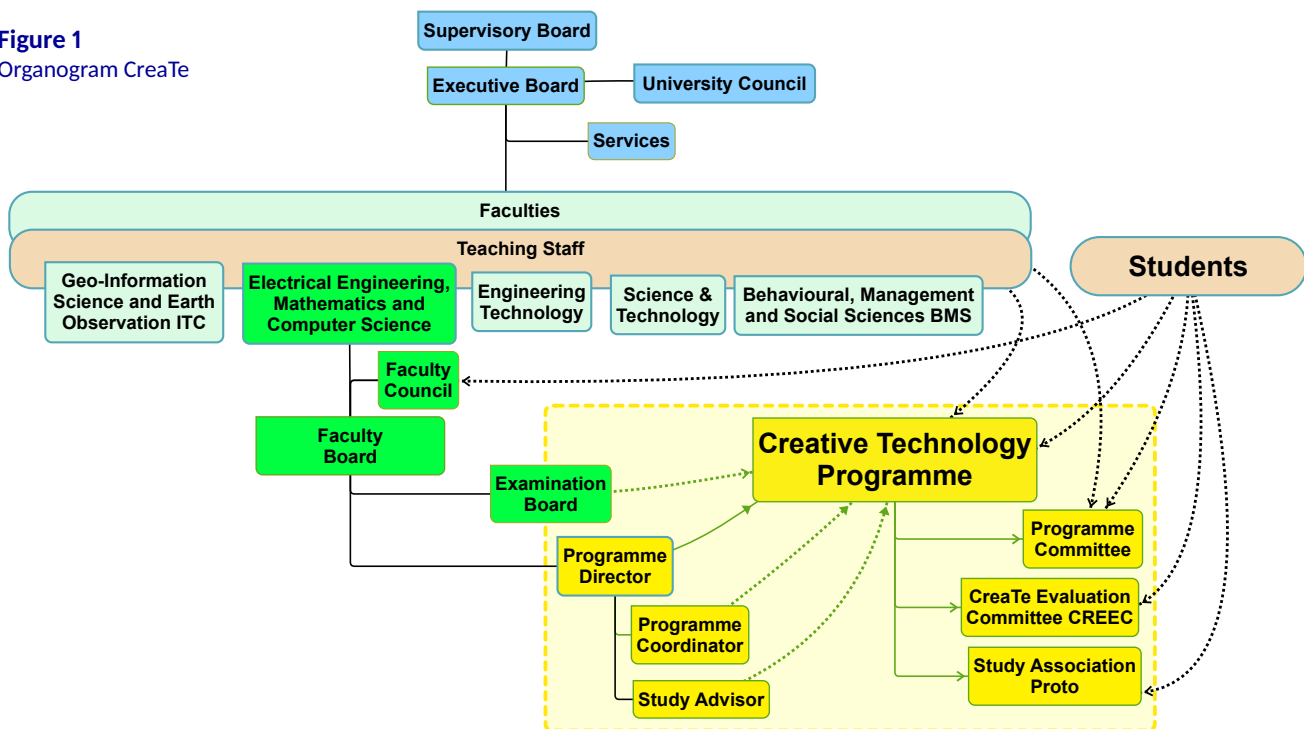 Figure 1
Organogram CreaTe
Supervisory Board
Executive Board
University Council
Services
Faculties
Teaching Staff
Students
Geo-Information
Science and Earth
Observation ITC
Electrical Engineering,
Mathematics and
Computer Science
Engineering
Technology
Science &
Technology
Behavioural, Management
and Social Sciences BMS
Faculty
Council
Faculty
Board
Creative Technology
Programme
Examination
Board
Programme
Committee
Programme
Director
CreaTe Evaluation
Committee CREEC
Programme
Coordinator
Study Association
Proto
Study Advisor